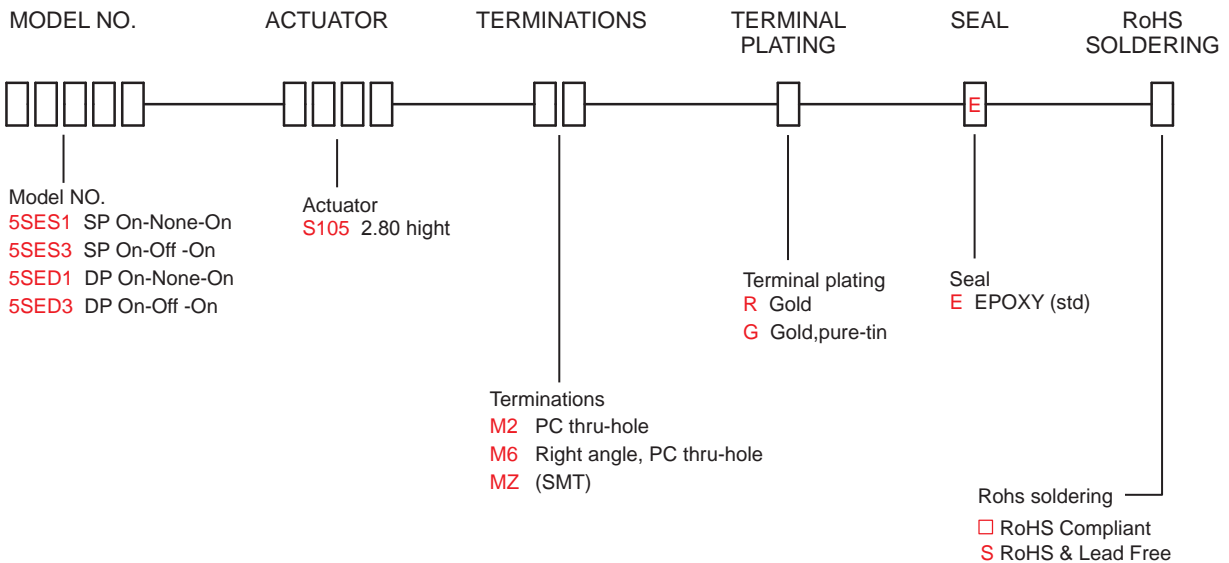 MODEL NO.
ACTUATOR
TERMINATIONS
TERMINAL
PLATING
SEAL
RoHS
SOLDERING
E
Model NO.
5SES1 SP On-None-On
5SES3 SP On-Off -On
5SED1 DP On-None-On
5SED3 DP On-Off -On
Actuator
S105 2.80 hight
Terminations
M2 PC thru-hole
M6 Right angle, PC thru-hole
MZ (SMT)
Terminal plating
R Gold
G Gold,pure-tin
Seal
E EPOXY (std)
Rohs soldering
□ RoHS Compliant
S RoHS & Lead Free